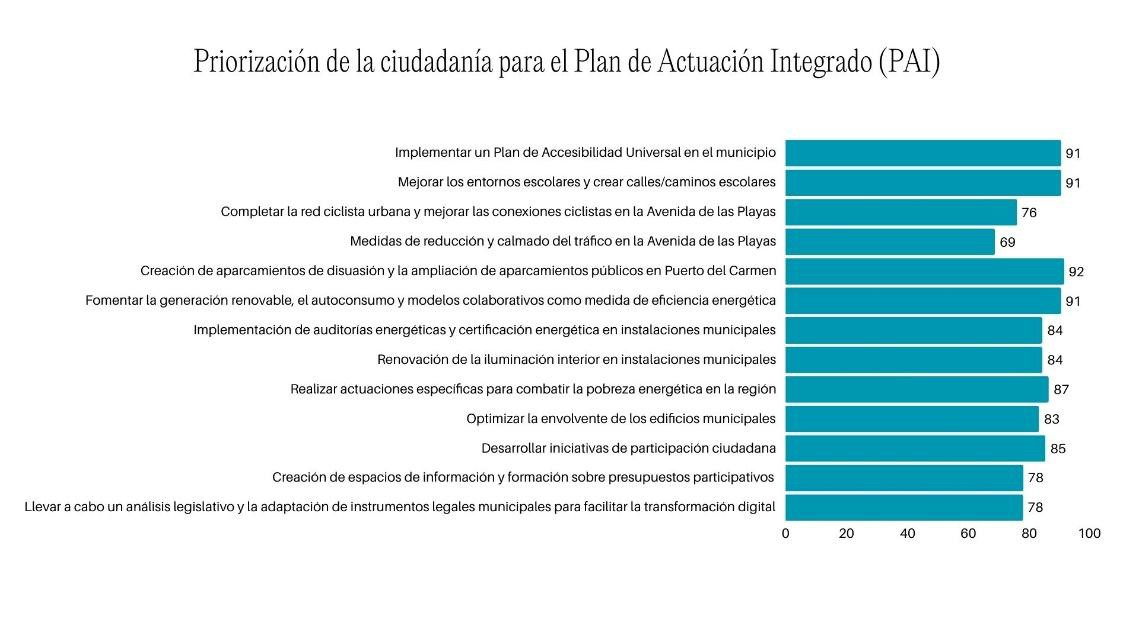 Priorización de la ciudadanía para el Plan de Actuación Integrado (PAI)
Implementar un Plan de Accesibilidad Universal en el municipio 91
Mejorar los entornos escolares y crear calles/caminos escolares 91
Completar la red ciclista urbana y mejorar las conexiones ciclistas en la Avenida de las Playas 76
Medidas de reducción y calmado del tráfico en la Avenida de las Playas 69
Creación de aparcamientos de disuasión y la ampliación de aparcamientos públicos en Puerto del Carmen 92
Fomentar la generación renovable, el autoconsumo y modelos colaborativos como medida de eficiencia energética 91
Implementación de auditorías energéticas y certificación energética en instalaciones municipales 84
Renovación de la iluminación interior en instalaciones municipales 84
Realizar actuaciones específicas para combatir la pobreza energética en la región 87
Optimizar la envolvente de los edificios municipales 83
Desarrollar iniciativas de participación ciudadana 85
Creación de espacios de información y formación sobre presupuestos participativos 78
Llevar a cabo un análisis legislativo y la adaptación de instrumentos legales municipales para facilitar la transformación digital 78
0 20 40 60 80 100